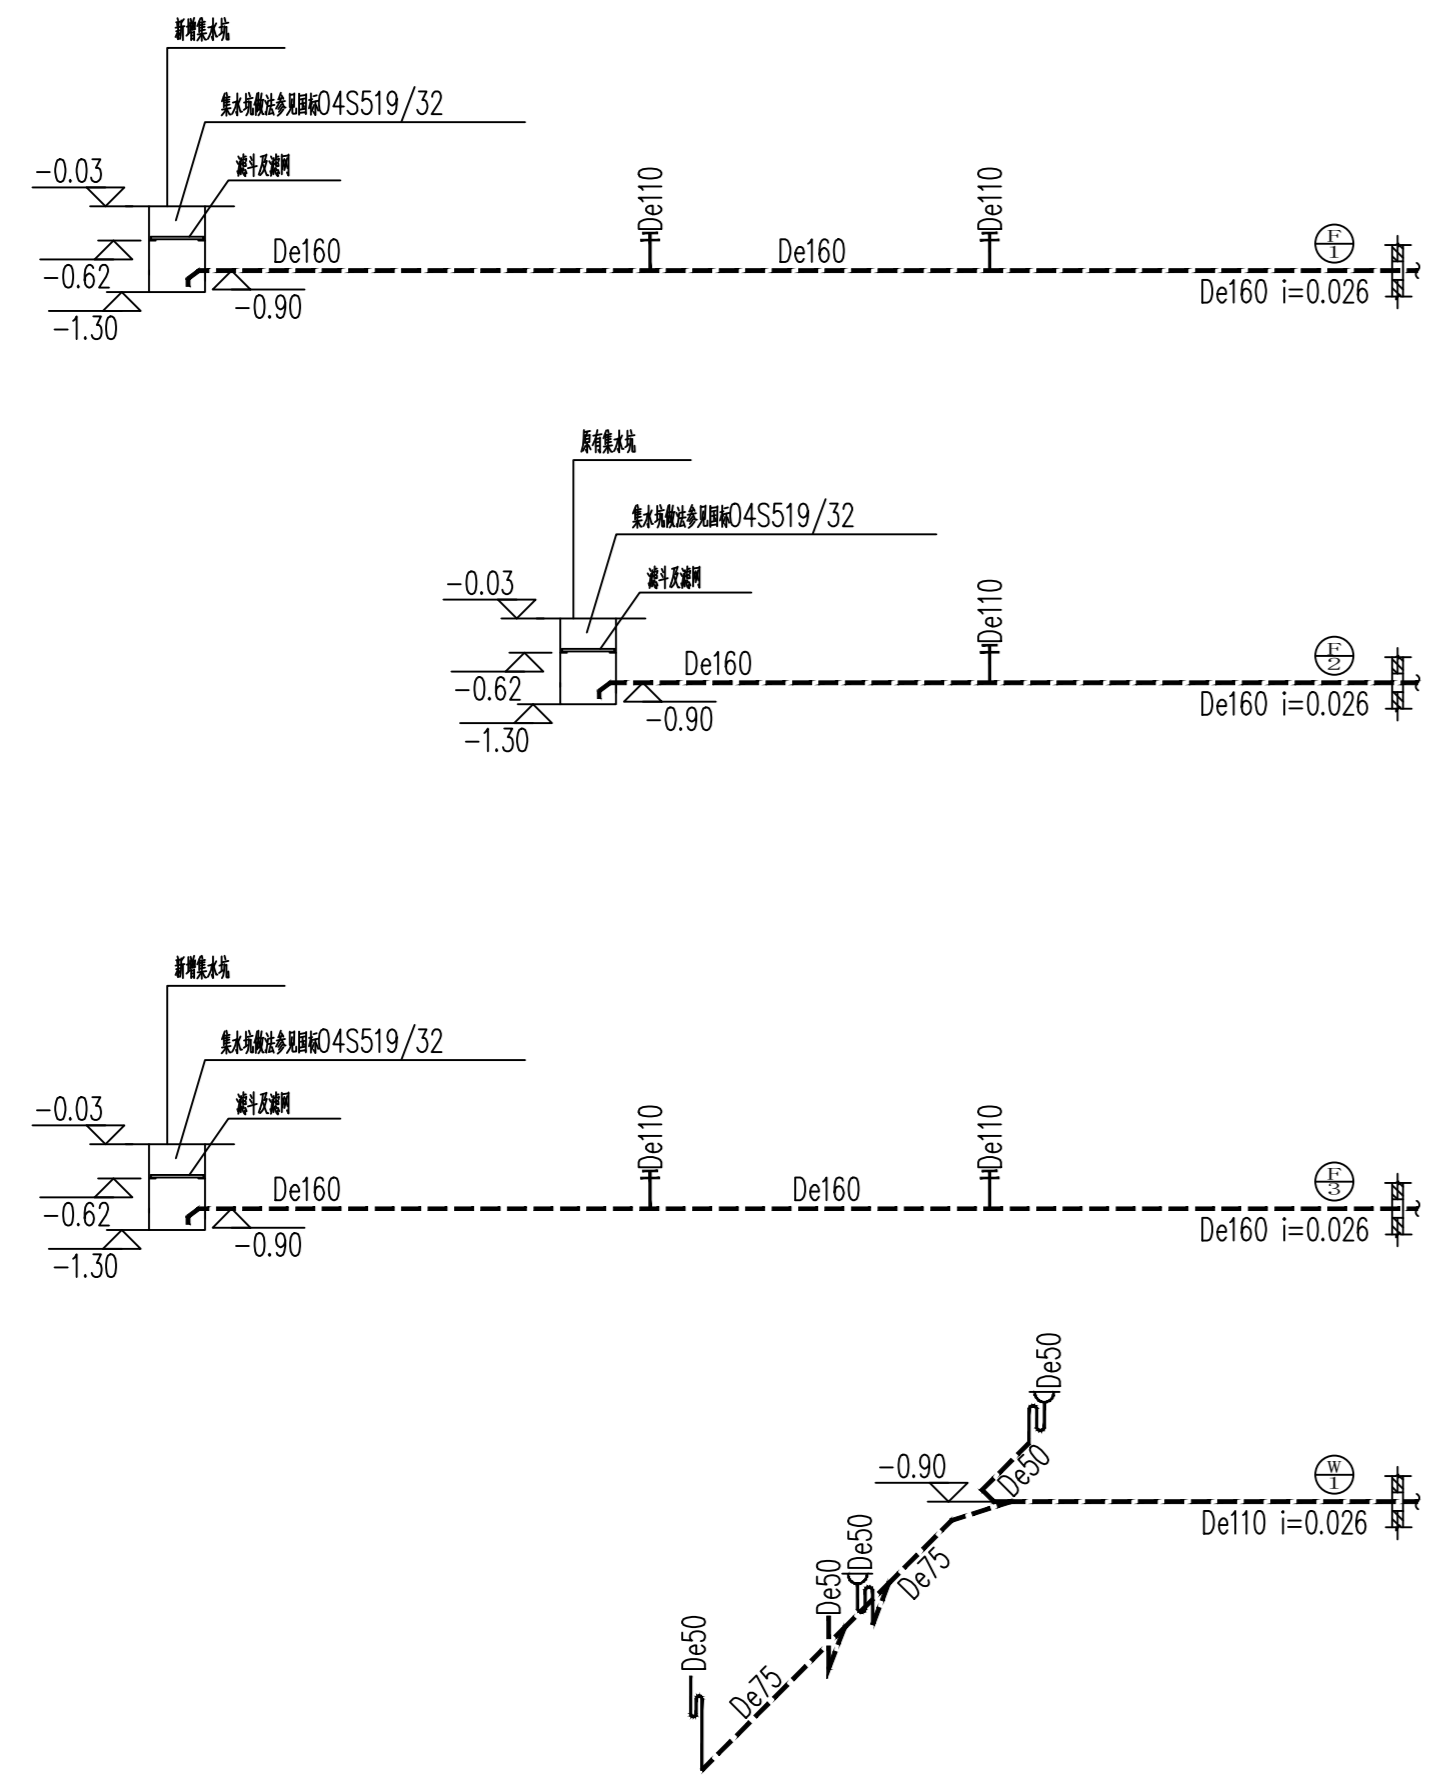 新增集水坑
集水坑做法参见国标04S519/32
滤斗及滤网
-0.03
De110
De110
-0.62
De160
De160
F
1
-1.30
-0.90
De160 i=0.026
原有集水坑
集水坑做法参见国标04S519/32
滤斗及滤网
-0.03
De110
-0.62
De160
F
2
-1.30
-0.90
De160 i=0.026
新增集水坑
集水坑做法参见国标04S519/32
滤斗及滤网
-0.03
De110
De110
-0.62
De160
De160
F
3
-1.30
-0.90
De160 i=0.026
De50
-0.90
De50
W
1
De110 i=0.026
De50
De50
De75
De50
De75